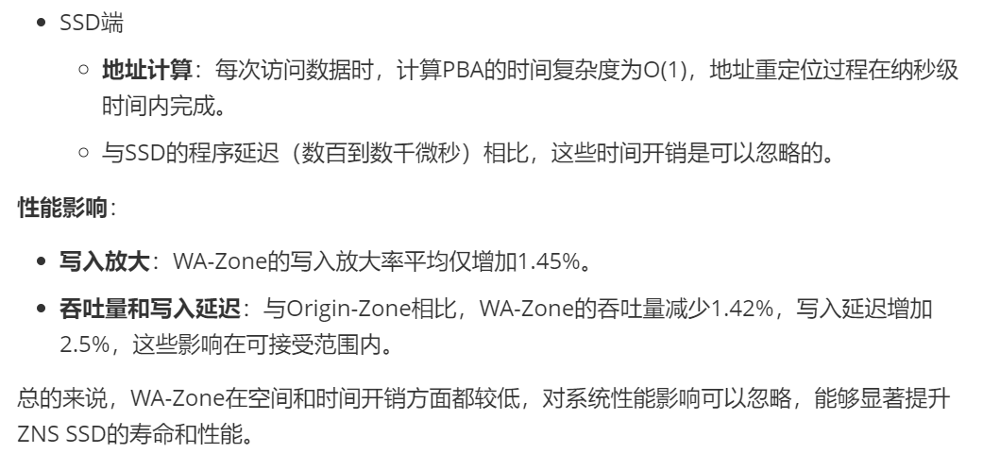 SSD端
地址计算：每次访问数据时，计算PBA的时间复杂度为O(1)，地址重定位过程在纳秒级
时间内完成。
与SSD的程序延迟（数百到数千微秒）相比，这些时间开销是可以忽略的。
性能影响：
写入放大：WA-Zone的写入放大率平均仅增加1.45%。
吞吐量和写入延迟：与Origin-Zone相比，WA-Zone的吞吐量减少1.42%，写入延迟增加
2.5%，这些影响在可接受范围内。
总的来说，WA-Zone在空间和时间开销方面都较低，对系统性能影响可以忽略，能够显著提升
ZNS SSD的寿命和性能。